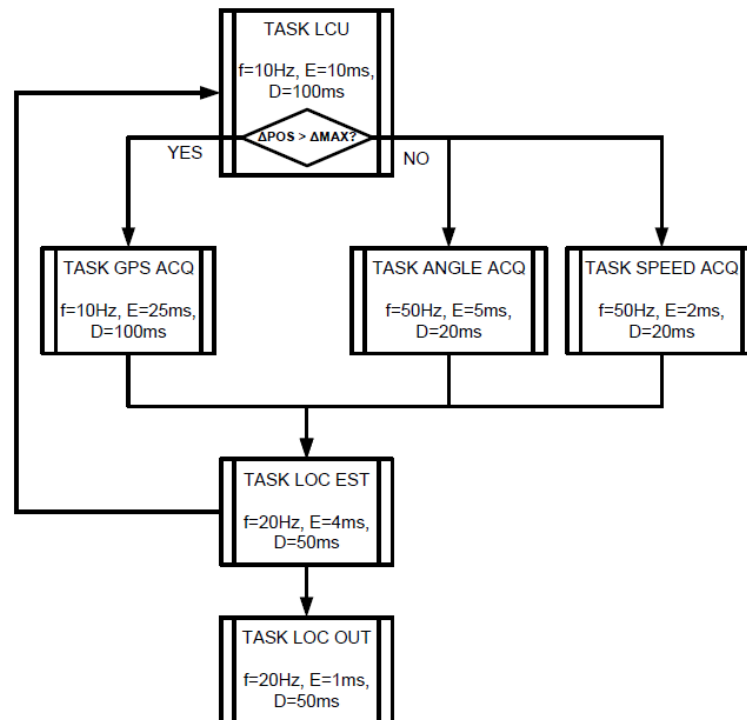 TASK LCU
f=10Hz, E=10ms,
D=100ms
ΔPOS > ΔMAX?
YES
NO
TASK GPS ACQ
f=10Hz, E=25ms,
D=100ms
TASK ANGLE ACQ
f=50Hz, E=5ms,
D=20ms
TASK SPEED ACQ
f=50Hz, E=2ms,
D=20ms
TASK LOC EST
f=20Hz, E=4ms,
D=50ms
TASK LOC OUT
f=20Hz, E=1ms,
D=50ms